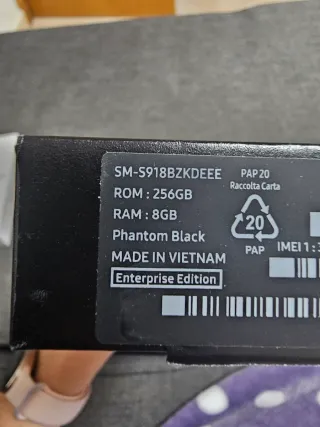 SM-S918BZKDEEE
ROM : 256GB
RAM : 8GB
Phantom Black
MADE IN VIETNAM
Enterprise Edition
PAP 20
Raccolta Carta
20
PAP
IMEI1: